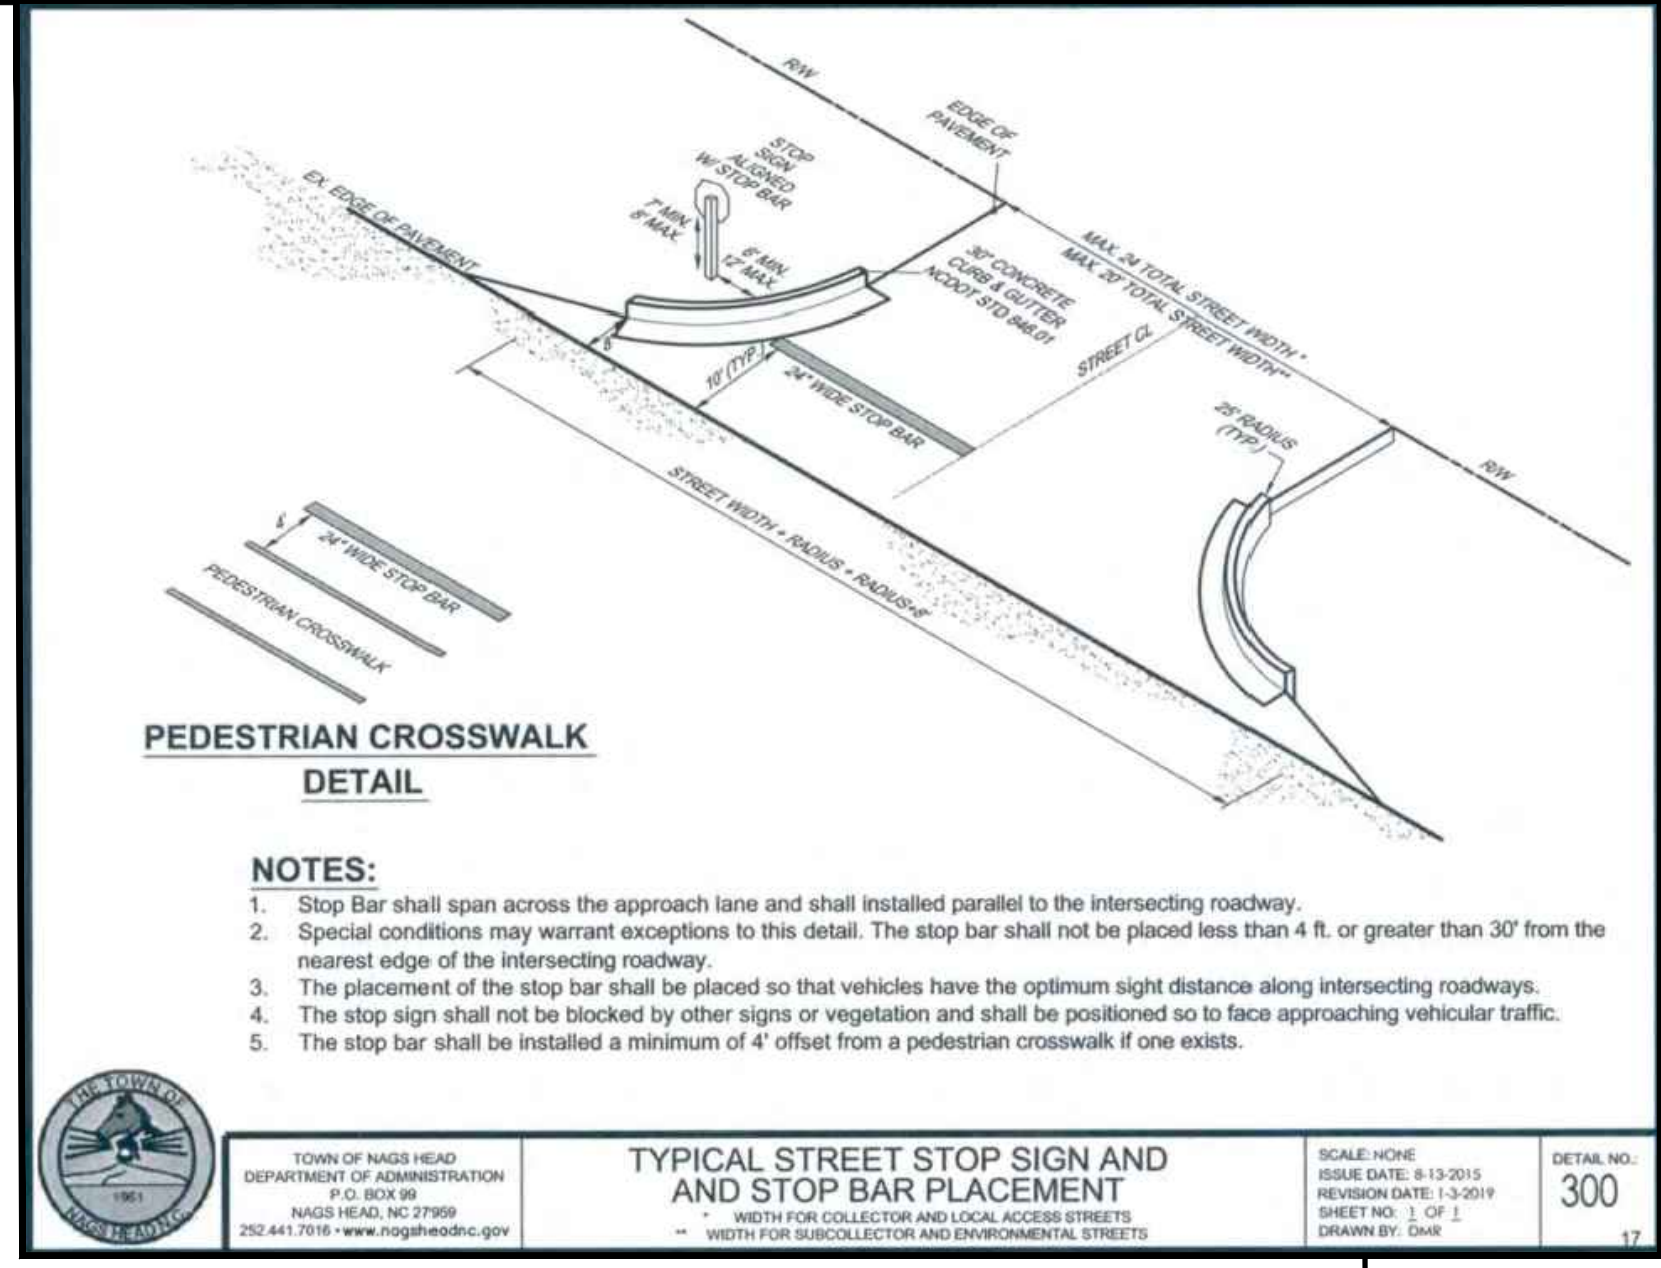 R/W
EDGE OF
PAVEMENT
STOP
SIGN
ALIGNED
W/ STOP BAR
EX. EDGE OF PAVEMENT
7' MIN.
8' MAX.
6' MIN.
12' MAX.
30" CONCRETE
CURB & GUTTER
NCDOT STD 846.01
MAX. 24 TOTAL STREET WIDTH *
MAX. 20' TOTAL STREET WIDTH**
STREET CL
10' (TYP.)
24" WIDE STOP BAR
25' RADIUS
(TYP.)
R/W
STREET WIDTH + RADIUS + RADIUS+8'
24" WIDE STOP BAR
PEDESTRIAN CROSSWALK
PEDESTRIAN CROSSWALK
DETAIL
NOTES:
1. Stop Bar shall span across the approach lane and shall installed parallel to the intersecting roadway.
2. Special conditions may warrant exceptions to this detail. The stop bar shall not be placed less than 4 ft. or greater than 30' from the
nearest edge of the intersecting roadway.
3. The placement of the stop bar shall be placed so that vehicles have the optimum sight distance along intersecting roadways.
4. The stop sign shall not be blocked by other signs or vegetation and shall be positioned so to face approaching vehicular traffic.
5. The stop bar shall be installed a minimum of 4' offset from a pedestrian crosswalk if one exists.
THE TOWN OF
1961
NAGS HEAD N.C.
TOWN OF NAGS HEAD
DEPARTMENT OF ADMINISTRATION
P.O. BOX 99
NAGS HEAD, NC 27959
252.441.7016 • www.nagsheadnc.gov
TYPICAL STREET STOP SIGN AND
AND STOP BAR PLACEMENT
* WIDTH FOR COLLECTOR AND LOCAL ACCESS STREETS
** WIDTH FOR SUBCOLLECTOR AND ENVIRONMENTAL STREETS
SCALE: NONE
ISSUE DATE: 8-13-2015
REVISION DATE: 1-3-2019
SHEET NO: 1 OF 1
DRAWN BY: DMR
DETAIL NO.:
300
17